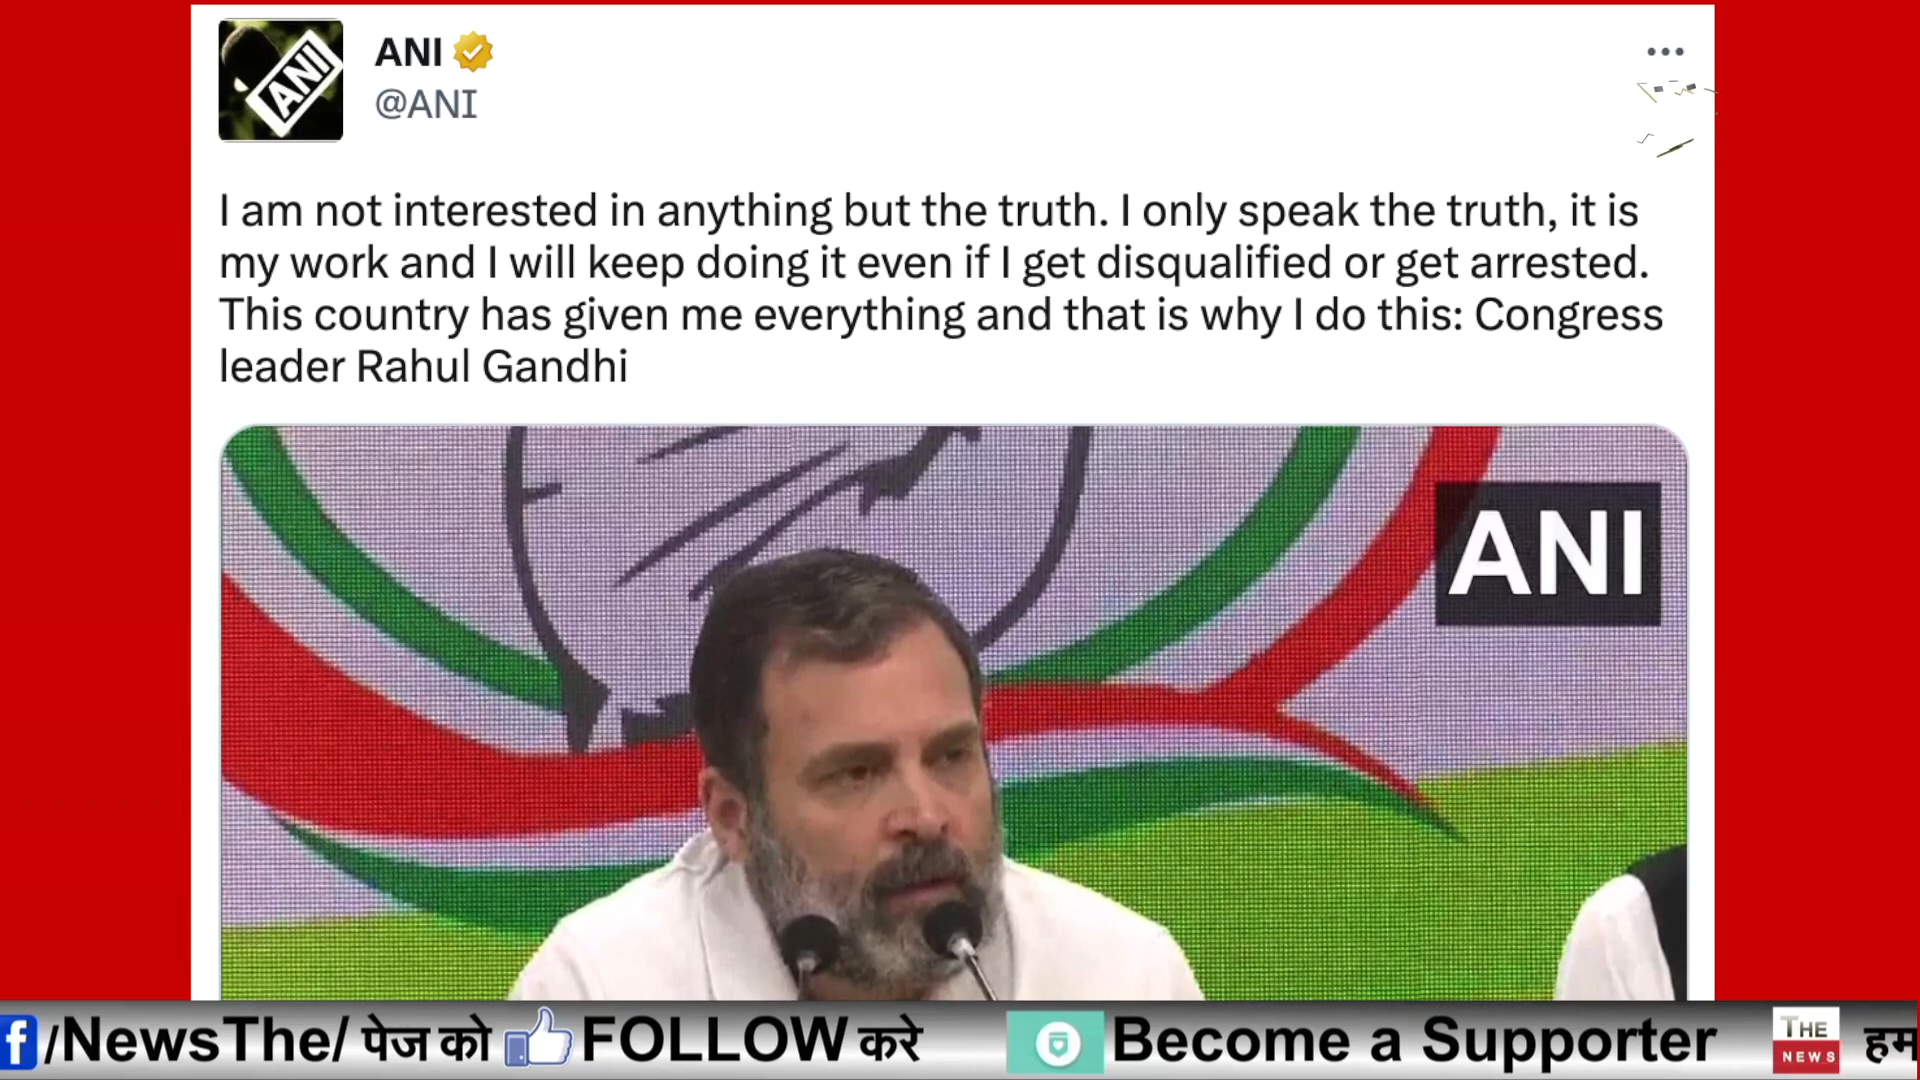 ANI
ANI
@ANI
I am not interested in anything but the truth. I only speak the truth, it is
my work and I will keep doing it even if I get disqualified or get arrested.
This country has given me everything and that is why I do this: Congress
leader Rahul Gandhi
ANI
f /NewsThe/ पेज को FOLLOW करे Become a Supporter THE NEWS हम